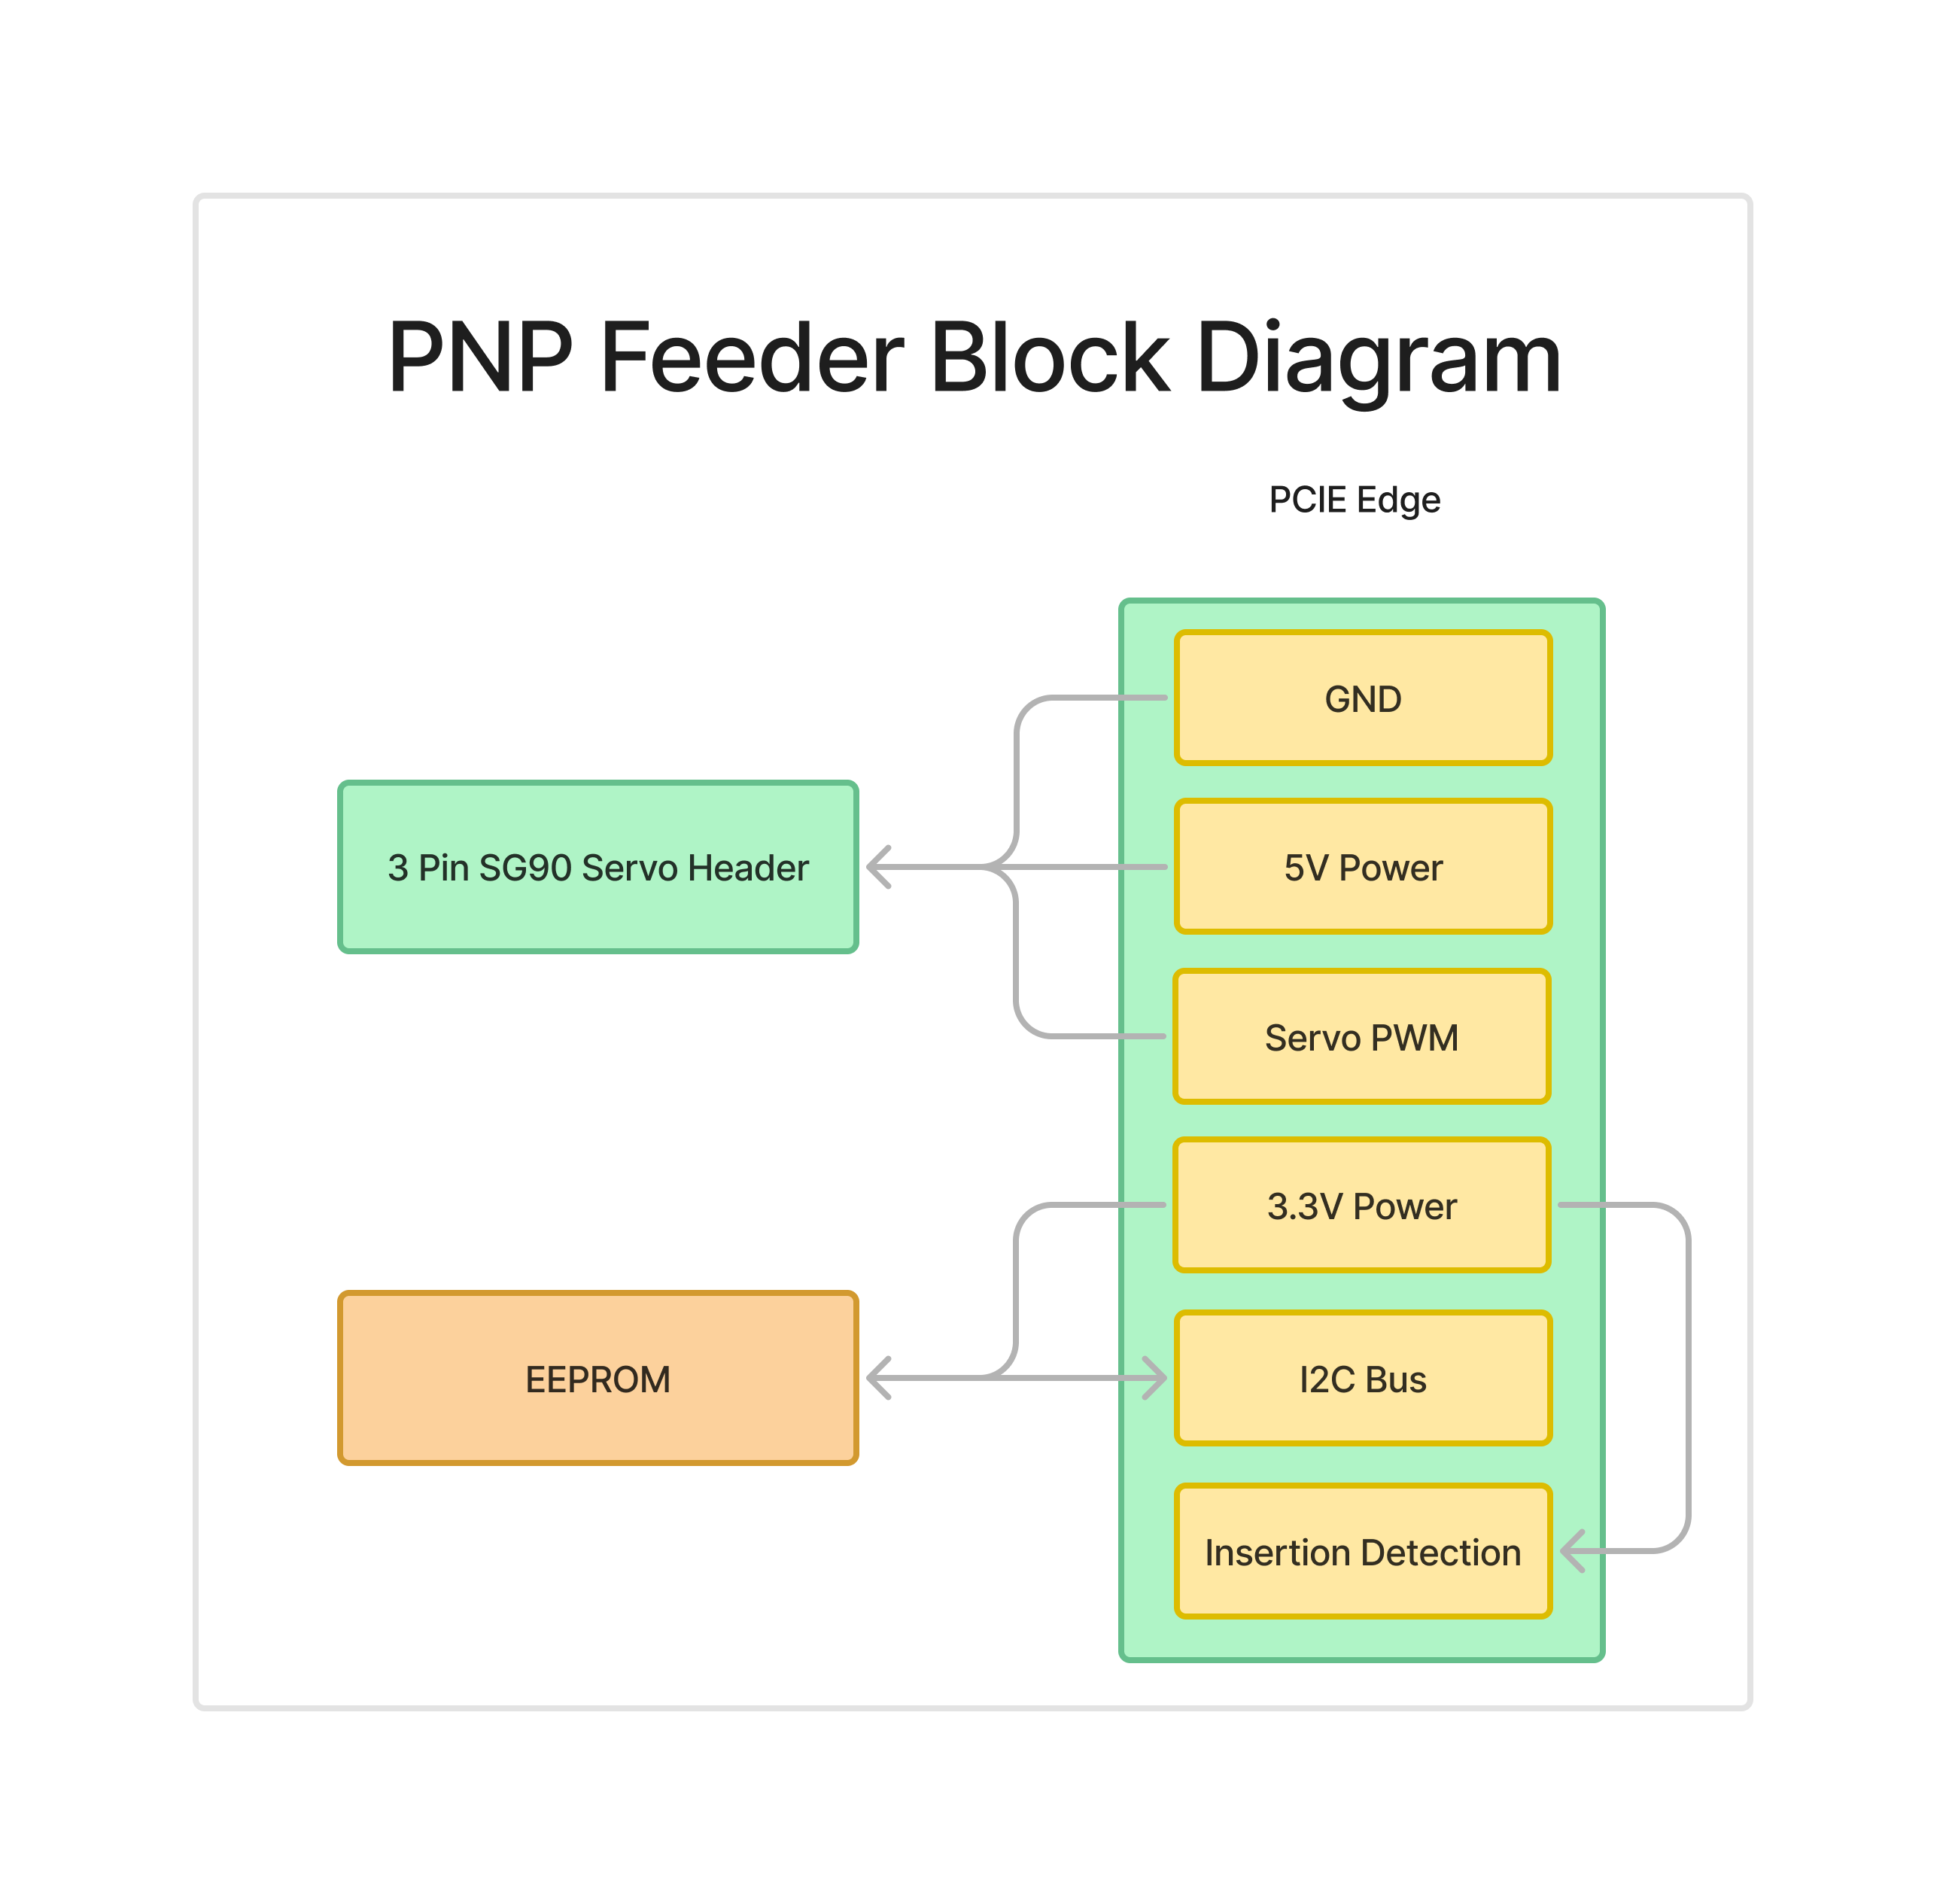 PNP Feeder Block Diagram
PCIE Edge
GND
3 Pin SG90 Servo Header
5V Power
Servo PWM
3.3V Power
EEPROM
I2C Bus
Insertion Detection